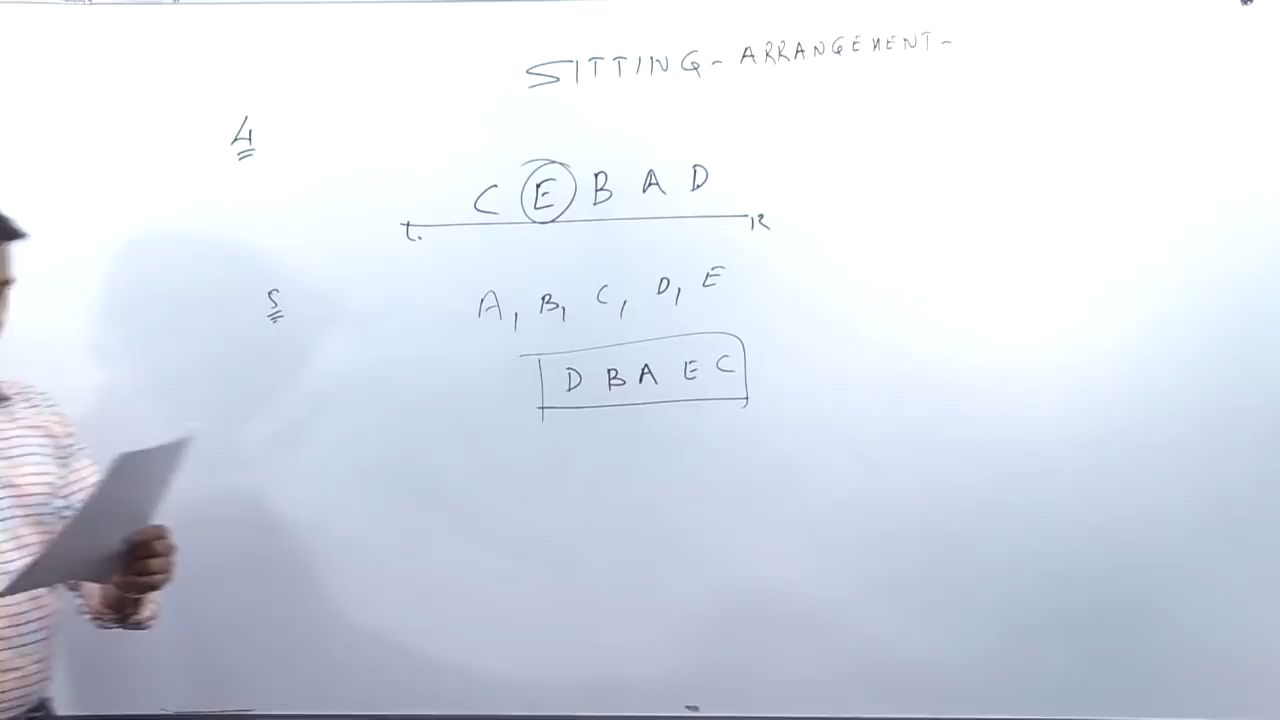 SITTING - ARRANGEMENT -
4
C E B A D
L. R
5
A, B, C, D, E
D B A E C